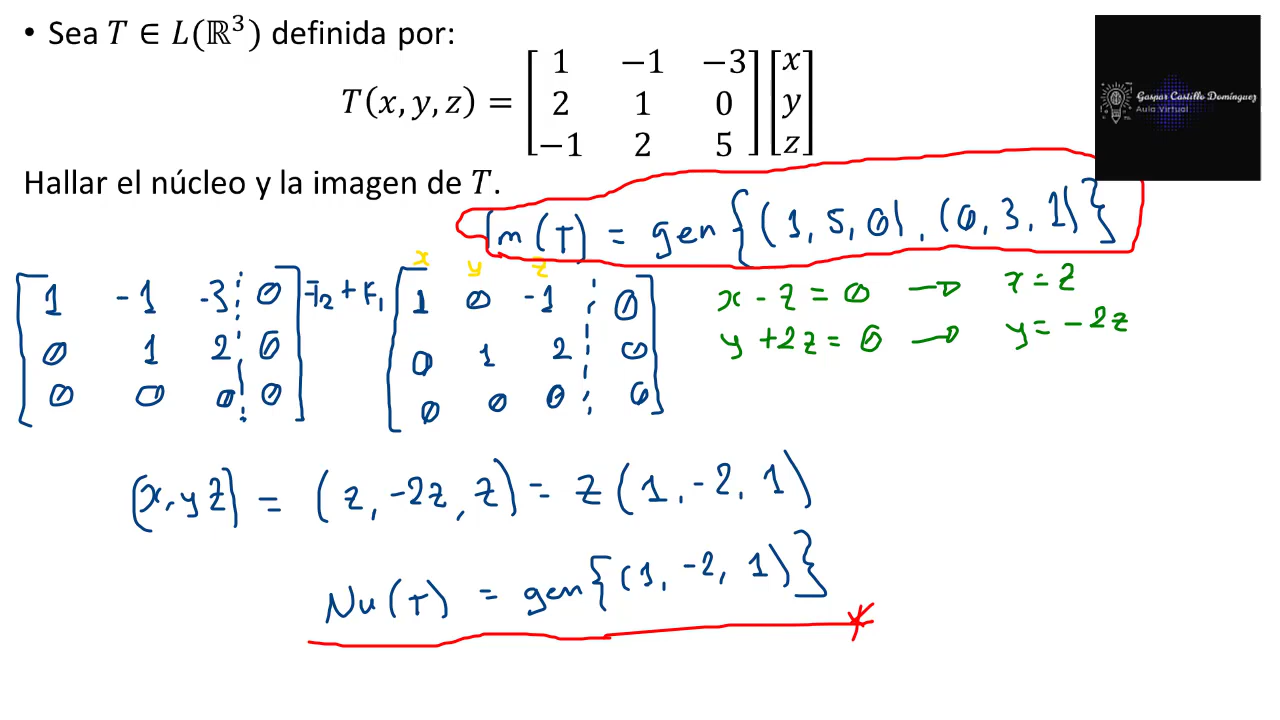 • Sea T ∈ L(ℝ³) definida por:
T(x, y, z) = [1 −1 −3; 2 1 0; −1 2 5] [x; y; z]
Gaspar Castillo Domínguez
Aula Virtual
Hallar el núcleo y la imagen de T.
Im(T) = gen{(1, 5, 0), (0, 3, 1)}
x y z
1 -1 -3 0 F2 + F1 1 0 -1 0
0 1 2 0 0 1 2 0
0 0 0 0 0 0 0 0
x - z = 0 → x = z
y + 2z = 0 → y = -2z
(x, y z) = (z, -2z, z) = z(1, -2, 1)
Nu(T) = gen{(1, -2, 1)}